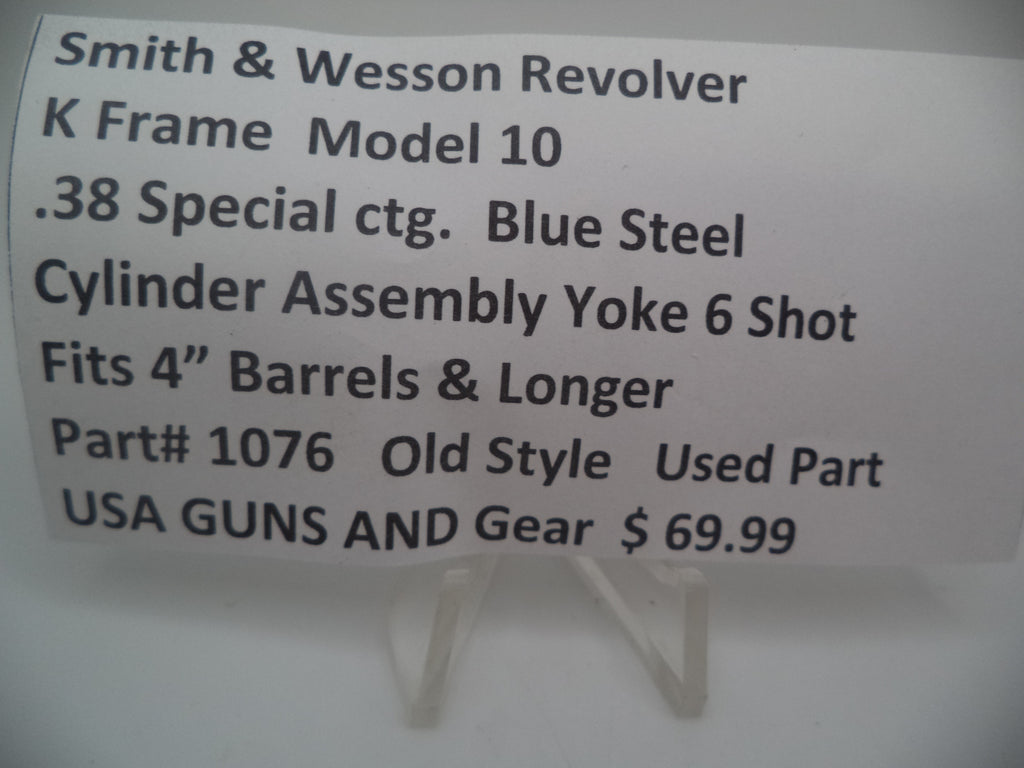 Smith & Wesson Revolver
K Frame Model 10
.38 Special ctg. Blue Steel
Cylinder Assembly Yoke 6 Shot
Fits 4” Barrels & Longer
Part# 1076 Old Style Used Part
USA GUNS AND Gear $ 69.99